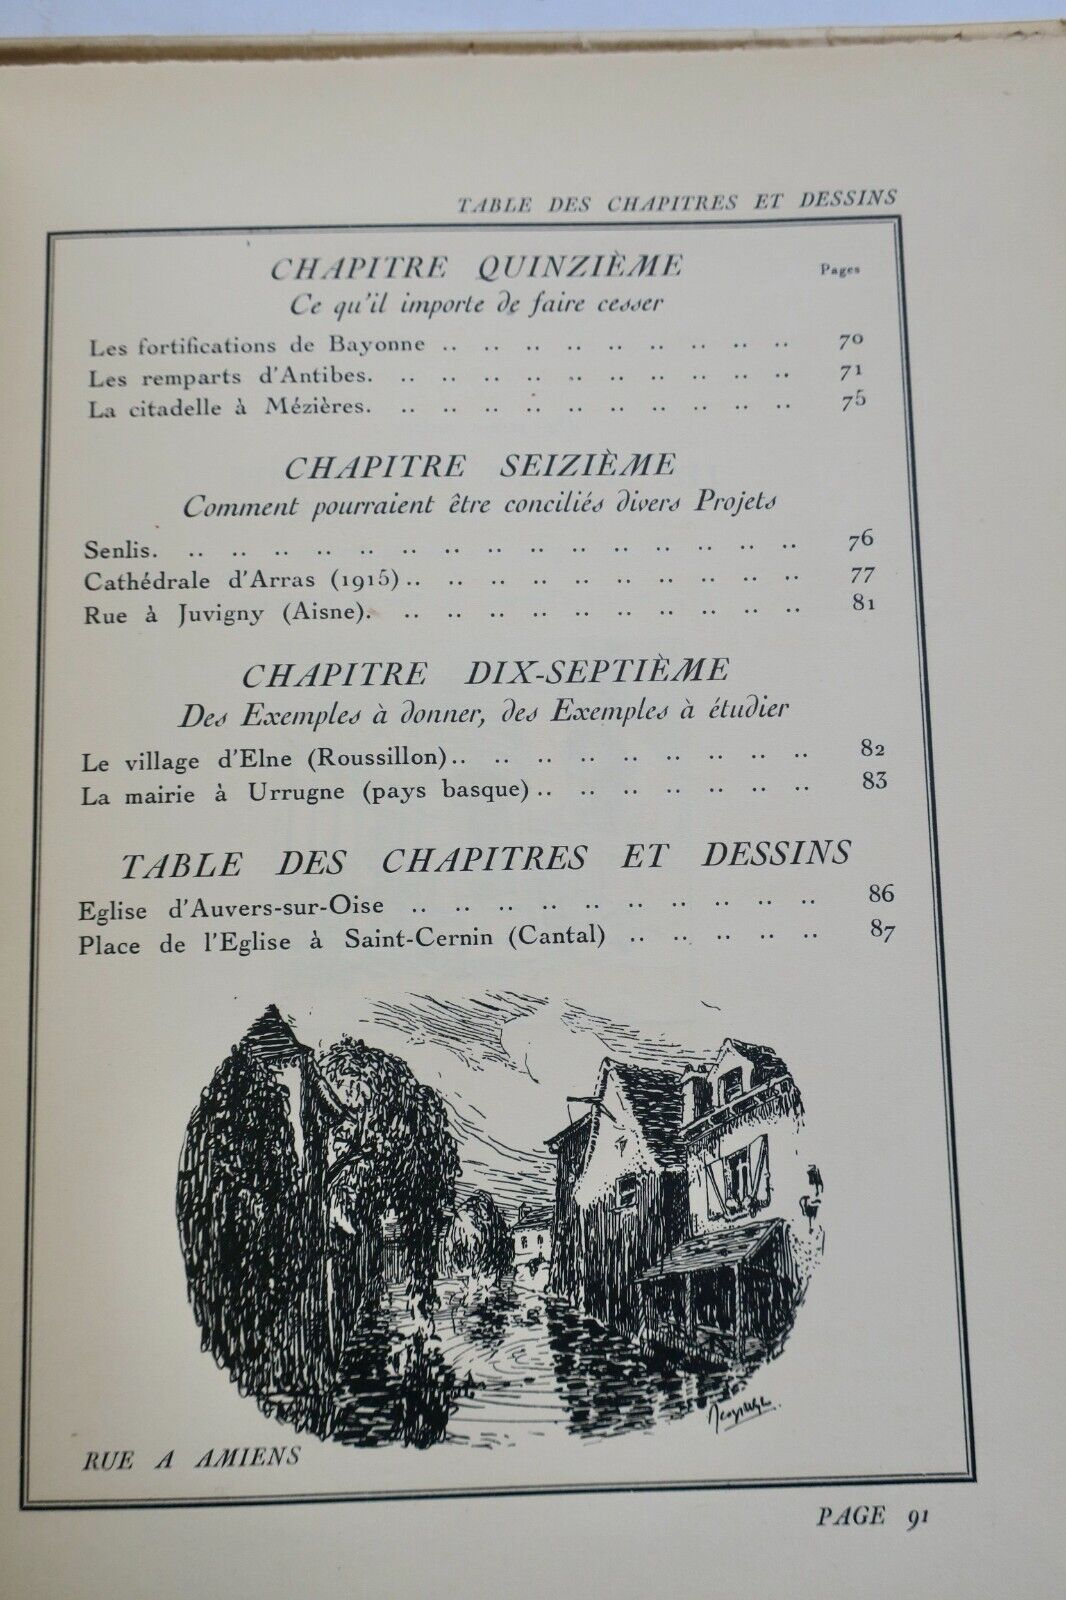 TABLE DES CHAPITRES ET DESSINS
CHAPITRE QUINZIÈME Pages
Ce qu'il importe de faire cesser
Les fortifications de Bayonne .. .. .. .. .. .. .. .. .. 70
Les remparts d'Antibes. .. .. .. .. .. .. .. .. .. .. 71
La citadelle à Mézières. .. .. .. .. .. .. .. .. .. .. 75
CHAPITRE SEIZIÈME
Comment pourraient être conciliés divers Projets
Senlis. .. .. .. .. .. .. .. .. .. .. .. .. .. .. .. 76
Cathédrale d'Arras (1915) .. .. .. .. .. .. .. .. .. .. 77
Rue à Juvigny (Aisne). .. .. .. .. .. .. .. .. .. .. 81
CHAPITRE DIX-SEPTIÈME
Des Exemples à donner, des Exemples à étudier
Le village d'Elne (Roussillon) .. .. .. .. .. .. .. .. .. 82
La mairie à Urrugne (pays basque) .. .. .. .. .. .. .. 83
TABLE DES CHAPITRES ET DESSINS
Eglise d'Auvers-sur-Oise .. .. .. .. .. .. .. .. .. .. 86
Place de l'Eglise à Saint-Cernin (Cantal) .. .. .. .. .. 87
RUE A AMIENS
PAGE 91